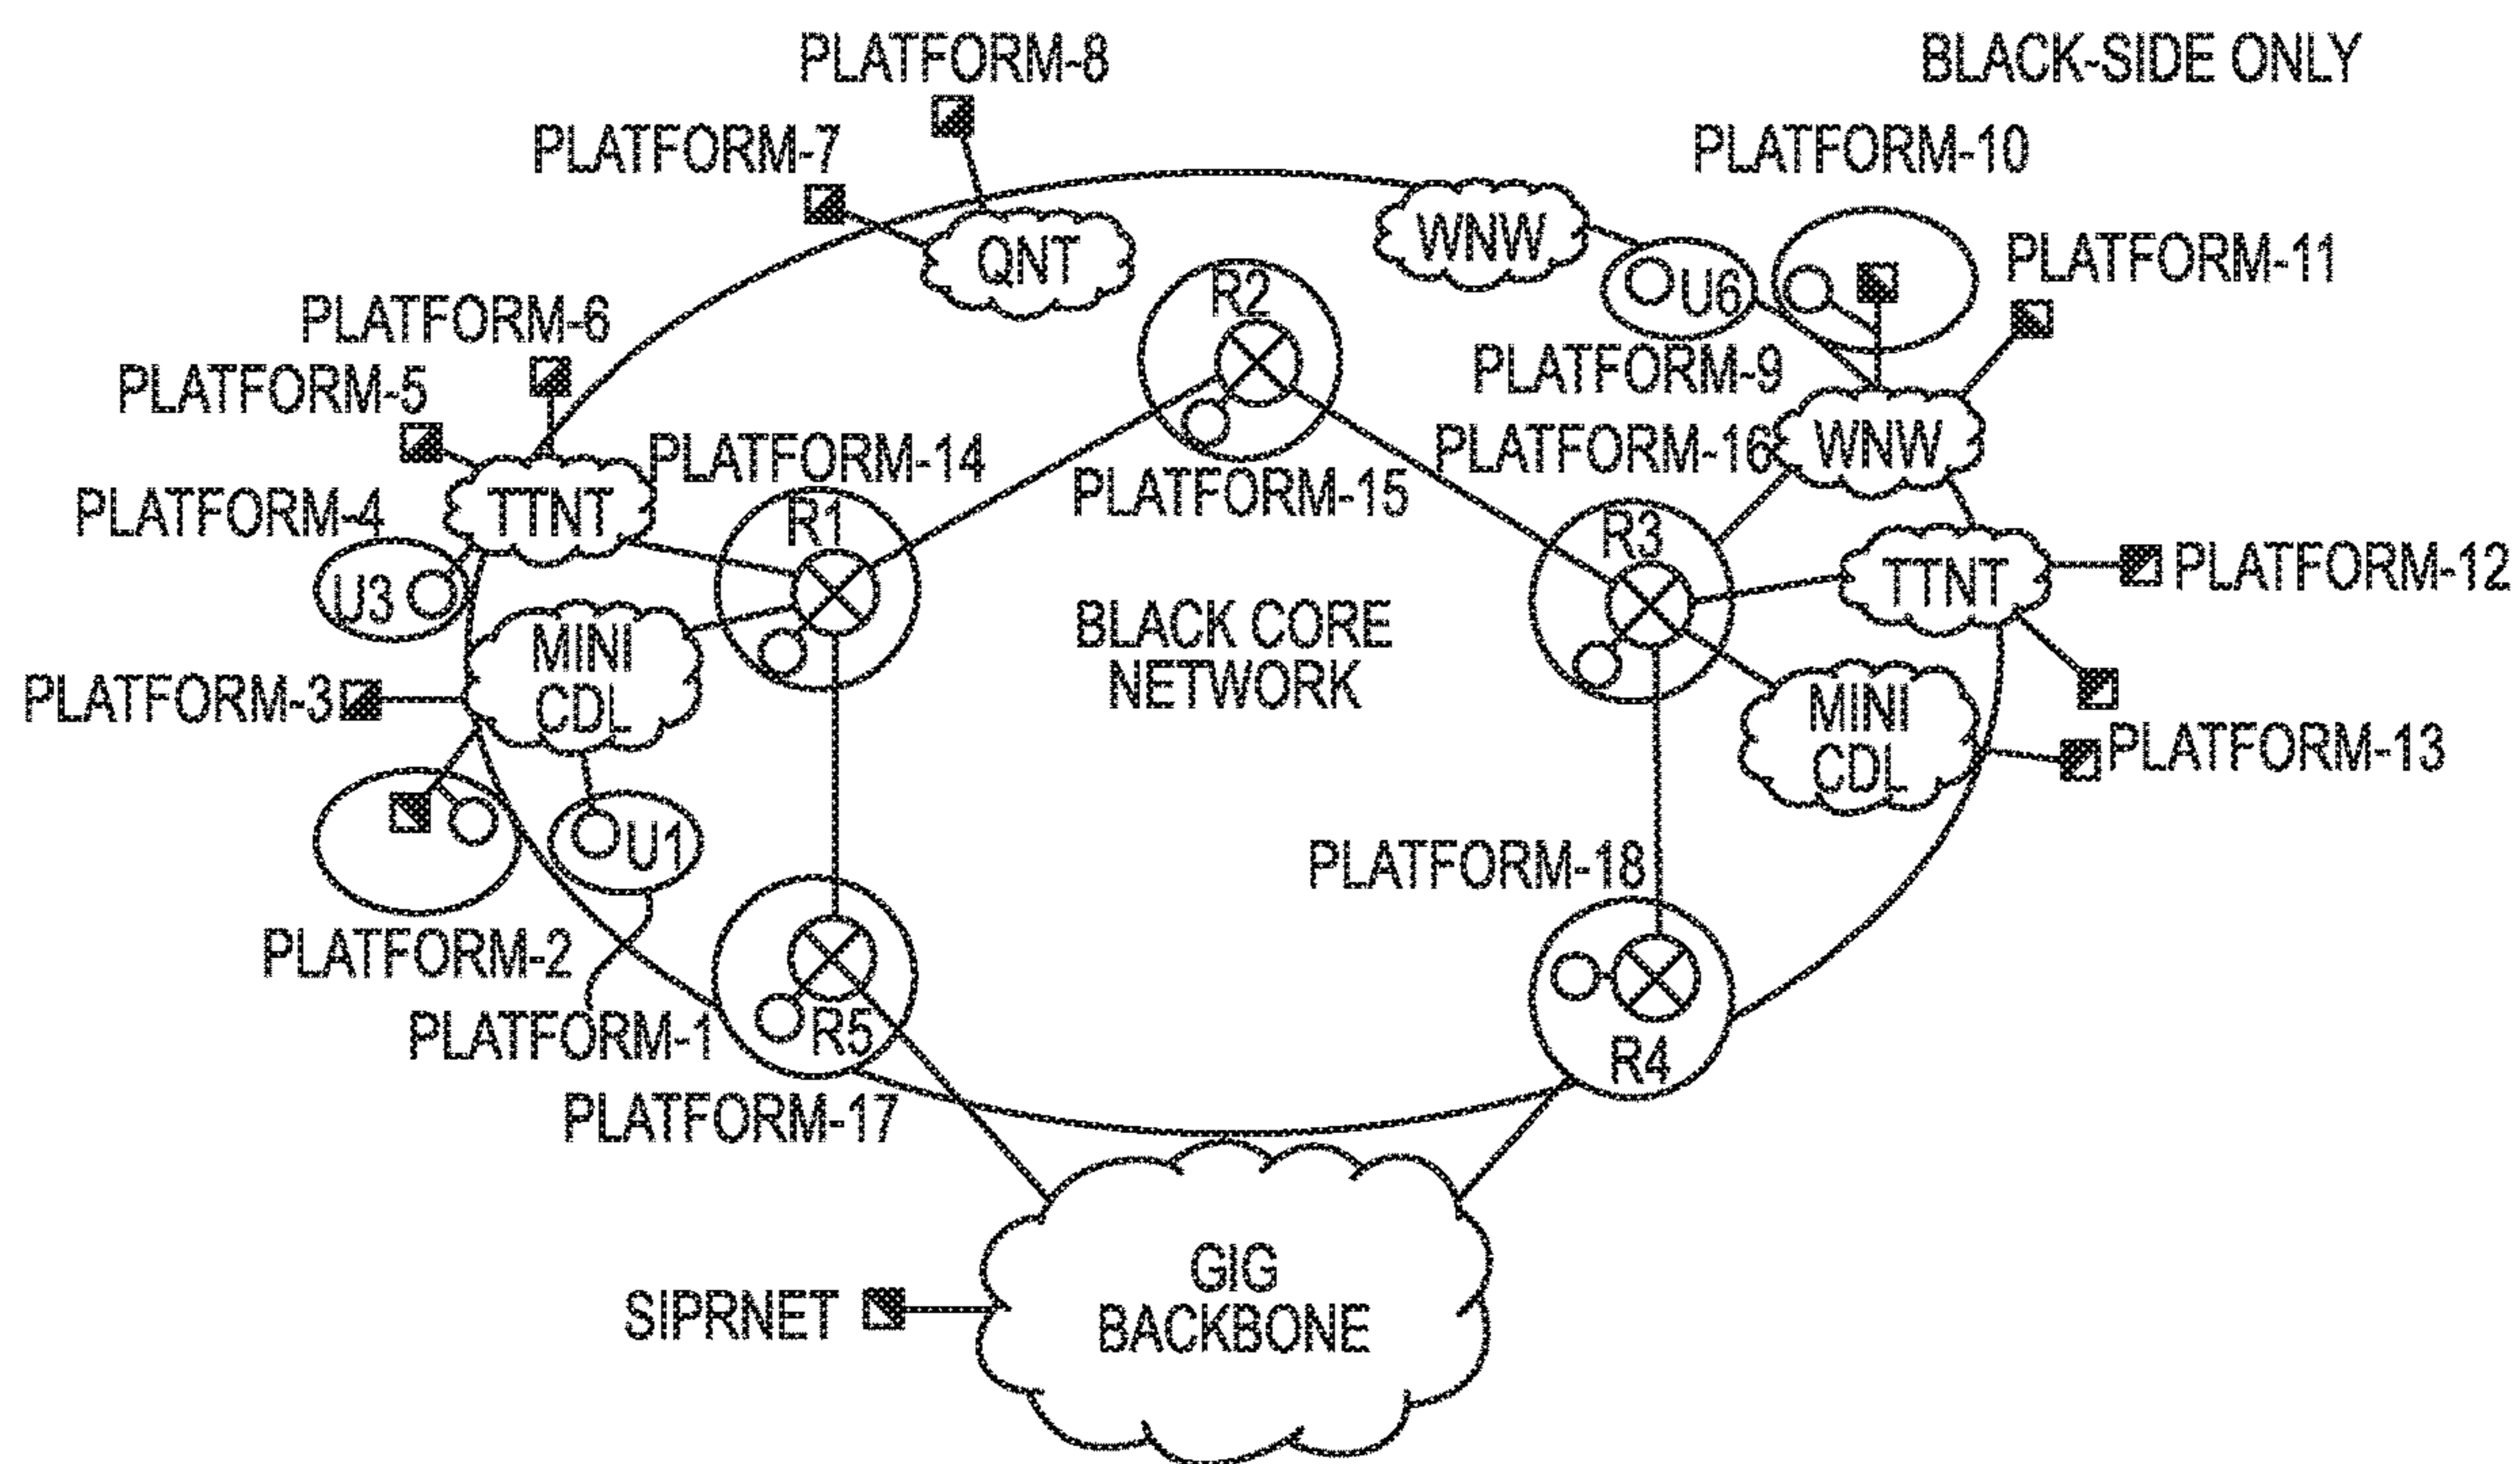 PLATFORM-8
BLACK-SIDE ONLY
PLATFORM-7
PLATFORM-10
QNT
WNW
PLATFORM-11
R2
U6
PLATFORM-6
PLATFORM-5
PLATFORM-9
PLATFORM-14
PLATFORM-16
WNW
PLATFORM-15
PLATFORM-4
TTNT
R1
R3
TTNT
PLATFORM-12
U3
BLACK CORE
NETWORK
MINI
CDL
PLATFORM-3
MINI
CDL
PLATFORM-13
U1
PLATFORM-18
PLATFORM-2
PLATFORM-1
R5
R4
PLATFORM-17
GIG
BACKBONE
SIPRNET